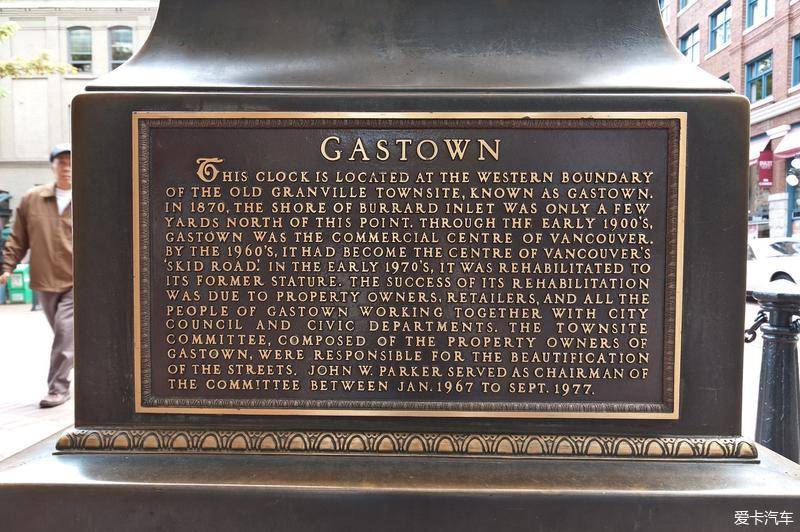 GASTOWN
THIS CLOCK IS LOCATED AT THE WESTERN BOUNDARY
OF THE OLD GRANVILLE TOWNSITE, KNOWN AS GASTOWN.
IN 1870, THE SHORE OF BURRARD INLET WAS ONLY A FEW
YARDS NORTH OF THIS POINT. THROUGH THE EARLY 1900'S,
GASTOWN WAS THE COMMERCIAL CENTRE OF VANCOUVER.
BY THE 1960'S, IT HAD BECOME THE CENTRE OF VANCOUVER'S
'SKID ROAD'. IN THE EARLY 1970'S, IT WAS REHABILITATED TO
ITS FORMER STATURE. THE SUCCESS OF ITS REHABILITATION
WAS DUE TO PROPERTY OWNERS, RETAILERS, AND ALL THE
PEOPLE OF GASTOWN WORKING TOGETHER WITH CITY
COUNCIL AND CIVIC DEPARTMENTS. THE TOWNSITE
COMMITTEE, COMPOSED OF THE PROPERTY OWNERS OF
GASTOWN, WERE RESPONSIBLE FOR THE BEAUTIFICATION
OF THE STREETS. JOHN W. PARKER SERVED AS CHAIRMAN OF
THE COMMITTEE BETWEEN JAN. 1967 TO SEPT. 1977.
爱卡汽车